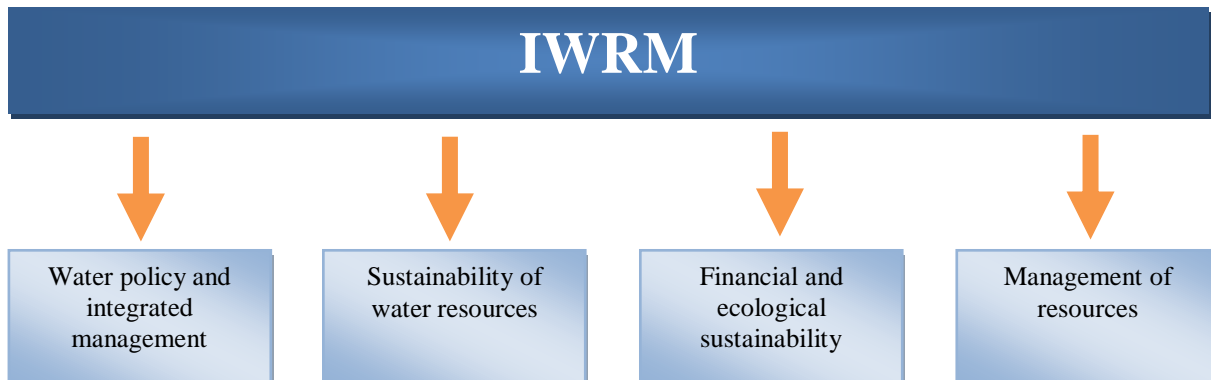 IWRM
Water policy and
integrated
management
Sustainability of
water resources
Financial and
ecological
sustainability
Management of
resources